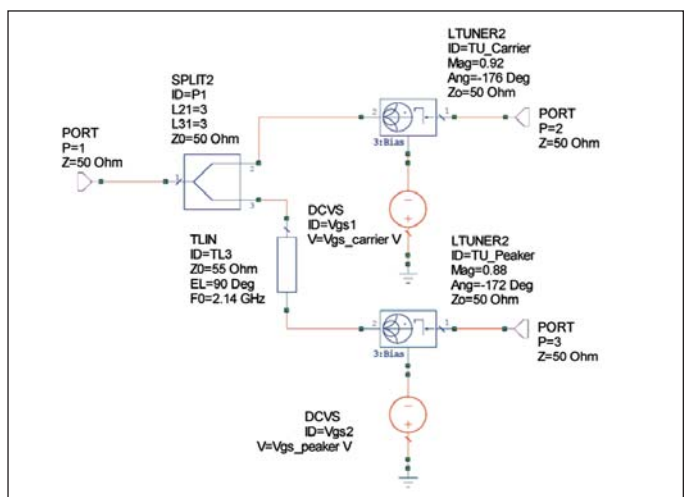 LTUNER2
ID=TU_Carrier
Mag=0.92
Ang=-176 Deg
Zo=50 Ohm
SPLIT2
ID=P1
L21=3
L31=3
Z0=50 Ohm
PORT
P=1
Z=50 Ohm
1
2
3
2
1
3:Bias
PORT
P=2
Z=50 Ohm
DCVS
ID=Vgs1
V=Vgs_carrier V
TLIN
ID=TL3
Z0=55 Ohm
EL=90 Deg
F0=2.14 GHz
LTUNER2
ID=TU_Peaker
Mag=0.88
Ang=-172 Deg
Zo=50 Ohm
2
1
3:Bias
PORT
P=3
Z=50 Ohm
DCVS
ID=Vgs2
V=Vgs_peaker V